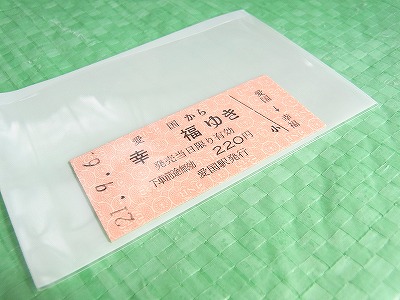 21.-9.-6
愛国から
幸福ゆき
発売当日限り有効
下車前途無効 220円
愛国駅発行
愛国
↓
幸福
小